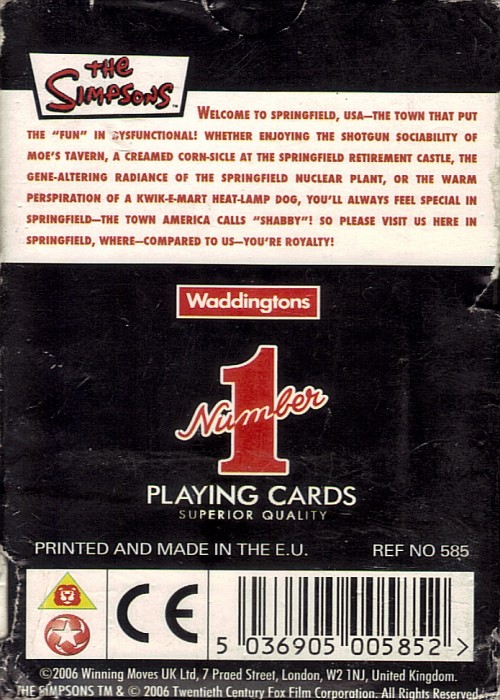 THE
SIMPSONS™
WELCOME TO SPRINGFIELD, USA—THE TOWN THAT PUT
THE "FUN" IN DYSFUNCTIONAL! WHETHER ENJOYING THE SHOTGUN SOCIABILITY OF
MOE'S TAVERN, A CREAMED CORN-SICLE AT THE SPRINGFIELD RETIREMENT CASTLE, THE
GENE-ALTERING RADIANCE OF THE SPRINGFIELD NUCLEAR PLANT, OR THE WARM
PERSPIRATION OF A KWIK-E-MART HEAT-LAMP DOG, YOU'LL ALWAYS FEEL SPECIAL IN
SPRINGFIELD—THE TOWN AMERICA CALLS "SHABBY"! SO PLEASE VISIT US HERE IN
SPRINGFIELD, WHERE—COMPARED TO US—YOU'RE ROYALTY!
Waddingtons
Number
1
PLAYING CARDS
SUPERIOR QUALITY
PRINTED AND MADE IN THE E.U. REF NO 585
CE
5 036905 005852 >
©2006 Winning Moves UK Ltd, 7 Praed Street, London, W2 1NJ, United Kingdom.
THE SIMPSONS TM & © 2006 Twentieth Century Fox Film Corporation. All Rights Reserved.